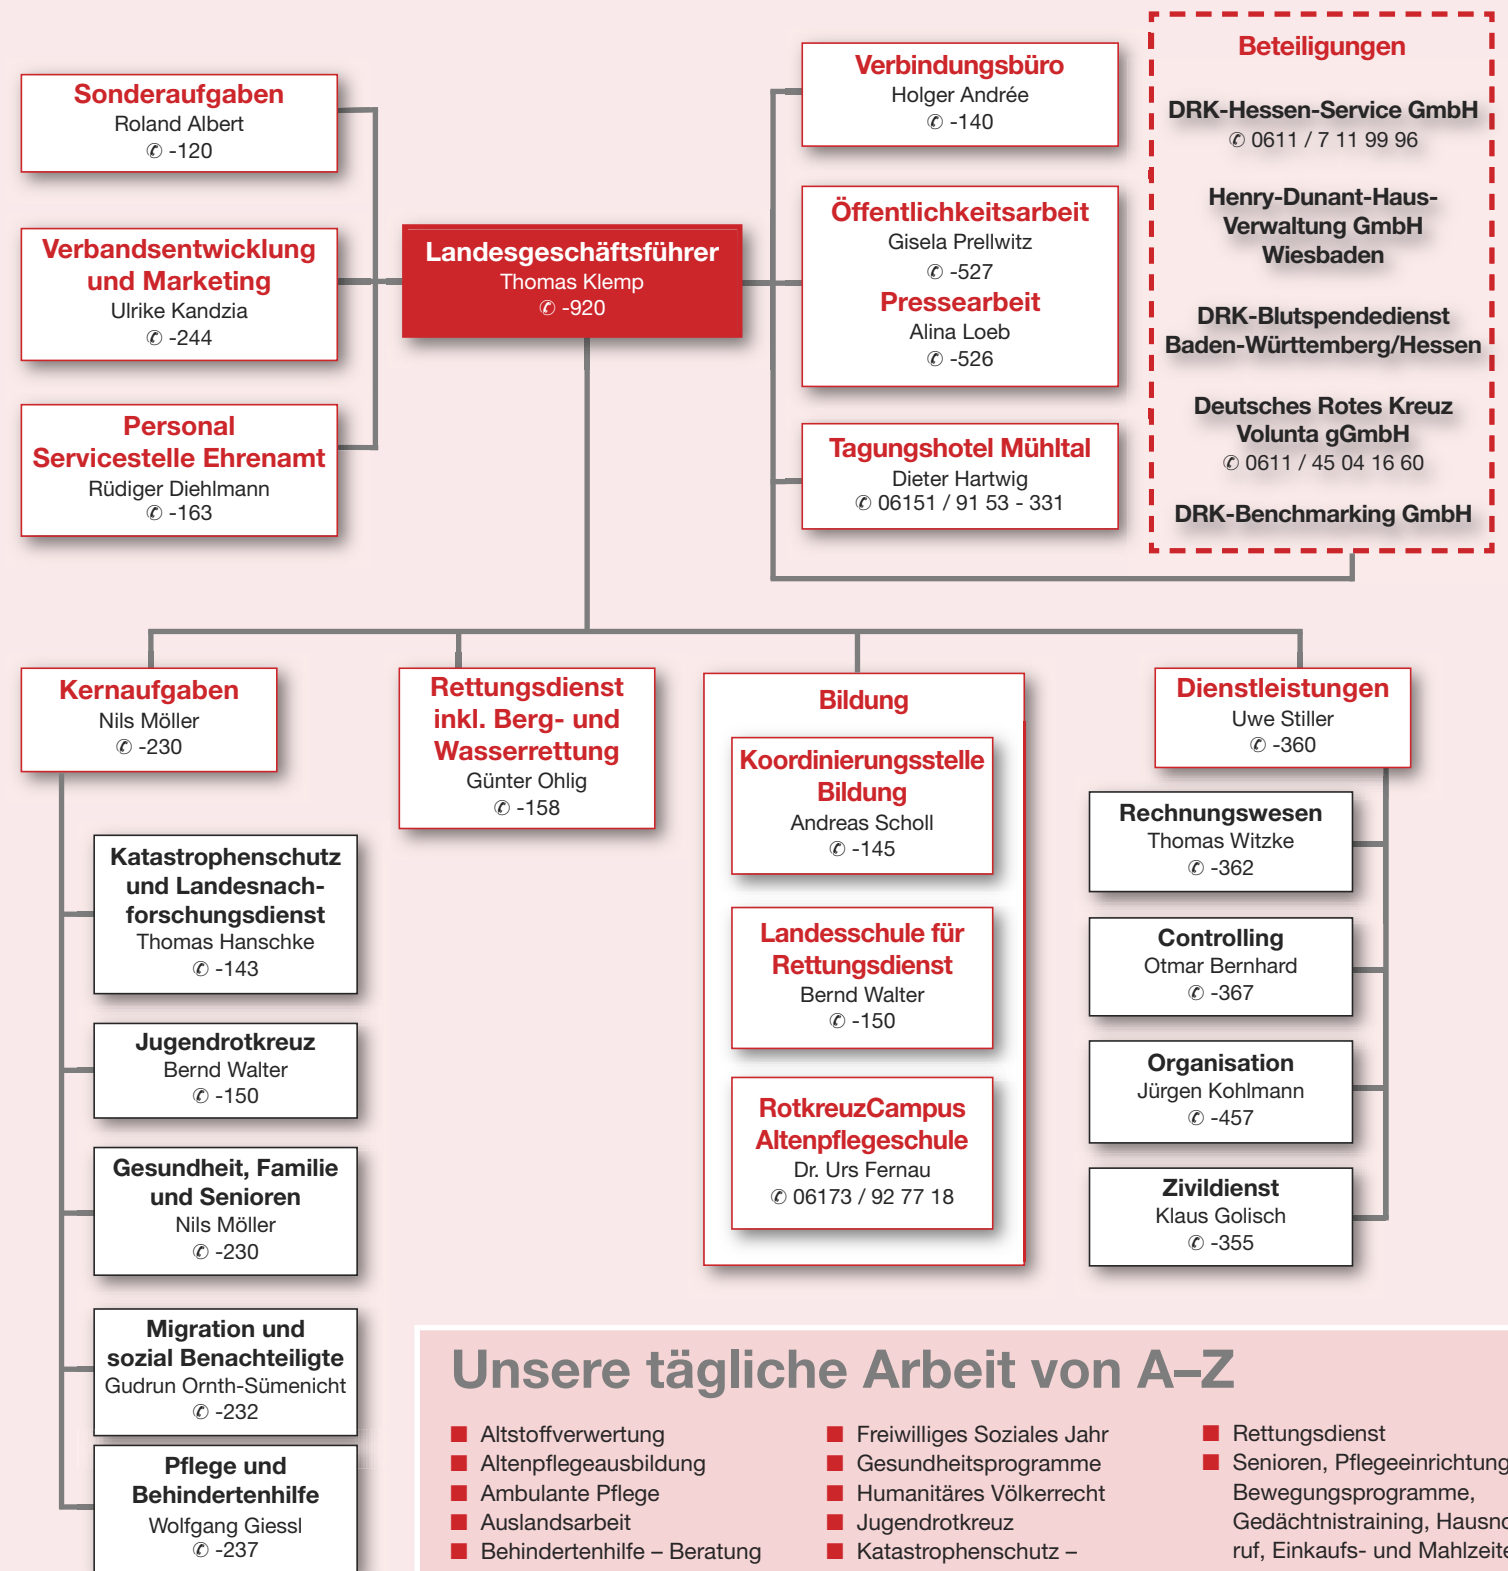 Sonderaufgaben
Roland Albert
✆ -120
Verbandsentwicklung
und Marketing
Ulrike Kandzia
✆ -244
Personal
Servicestelle Ehrenamt
Rüdiger Diehlmann
✆ -163
Landesgeschäftsführer
Thomas Klemp
✆ -920
Verbindungsbüro
Holger Andrée
✆ -140
Öffentlichkeitsarbeit
Gisela Prellwitz
✆ -527
Pressearbeit
Alina Loeb
✆ -526
Tagungshotel Mühltal
Dieter Hartwig
✆ 06151 / 91 53 - 331
Beteiligungen
DRK-Hessen-Service GmbH
✆ 0611 / 7 11 99 96
Henry-Dunant-Haus-
Verwaltung GmbH
Wiesbaden
DRK-Blutspendedienst
Baden-Württemberg/Hessen
Deutsches Rotes Kreuz
Volunta gGmbH
✆ 0611 / 45 04 16 60
DRK-Benchmarking GmbH
Kernaufgaben
Nils Möller
✆ -230
Katastrophenschutz
und Landesnach-
forschungsdienst
Thomas Hanschke
✆ -143
Jugendrotkreuz
Bernd Walter
✆ -150
Gesundheit, Familie
und Senioren
Nils Möller
✆ -230
Migration und
sozial Benachteiligte
Gudrun Ornth-Sümenicht
✆ -232
Pflege und
Behindertenhilfe
Wolfgang Giessl
✆ -237
Rettungsdienst
inkl. Berg- und
Wasserrettung
Günter Ohlig
✆ -158
Bildung
Koordinierungsstelle
Bildung
Andreas Scholl
✆ -145
Landesschule für
Rettungsdienst
Bernd Walter
✆ -150
RotkreuzCampus
Altenpflegeschule
Dr. Urs Fernau
✆ 06173 / 92 77 18
Dienstleistungen
Uwe Stiller
✆ -360
Rechnungswesen
Thomas Witzke
✆ -362
Controlling
Otmar Bernhard
✆ -367
Organisation
Jürgen Kohlmann
✆ -457
Zivildienst
Klaus Golisch
✆ -355
Unsere tägliche Arbeit von A–Z
■ Altstoffverwertung
■ Altenpflegeausbildung
■ Ambulante Pflege
■ Auslandsarbeit
■ Behindertenhilfe – Beratung
■ Freiwilliges Soziales Jahr
■ Gesundheitsprogramme
■ Humanitäres Völkerrecht
■ Jugendrotkreuz
■ Katastrophenschutz –
■ Rettungsdienst
■ Senioren, Pflegeeinrichtung
Bewegungsprogramme,
Gedächtnistraining, Hausno
ruf, Einkaufs- und Mahlzeite